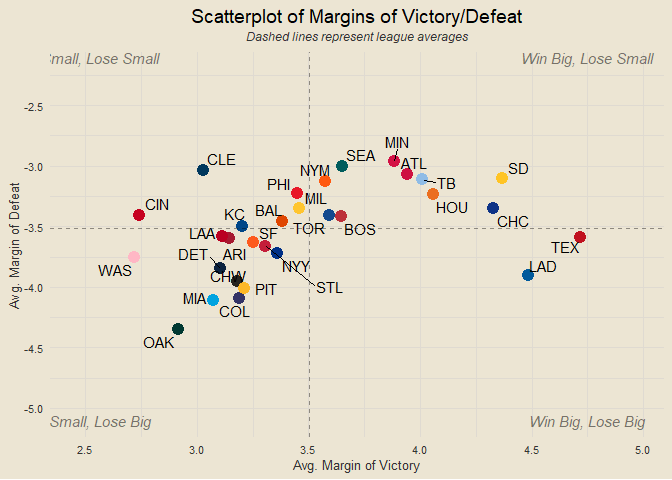 Scatterplot of Margins of Victory/Defeat
Dashed lines represent league averages
Small, Lose Small
Win Big, Lose Small
-2.5
MIN
SEA
ATL
CLE
-3.0
NYM
SD
PHI
TB
MIL
CIN
HOU
BAL
KC
CHC
-3.5
TOR
BOS
LAA
SF
TEX
DET
ARI
WAS
NYY
LAD
CHW
-4.0
STL
PIT
MIA
COL
OAK
-4.5
-5.0
Small, Lose Big
Win Big, Lose Big
2.5 3.0 3.5 4.0 4.5 5.0
Avg. Margin of Victory
Avg. Margin of Defeat